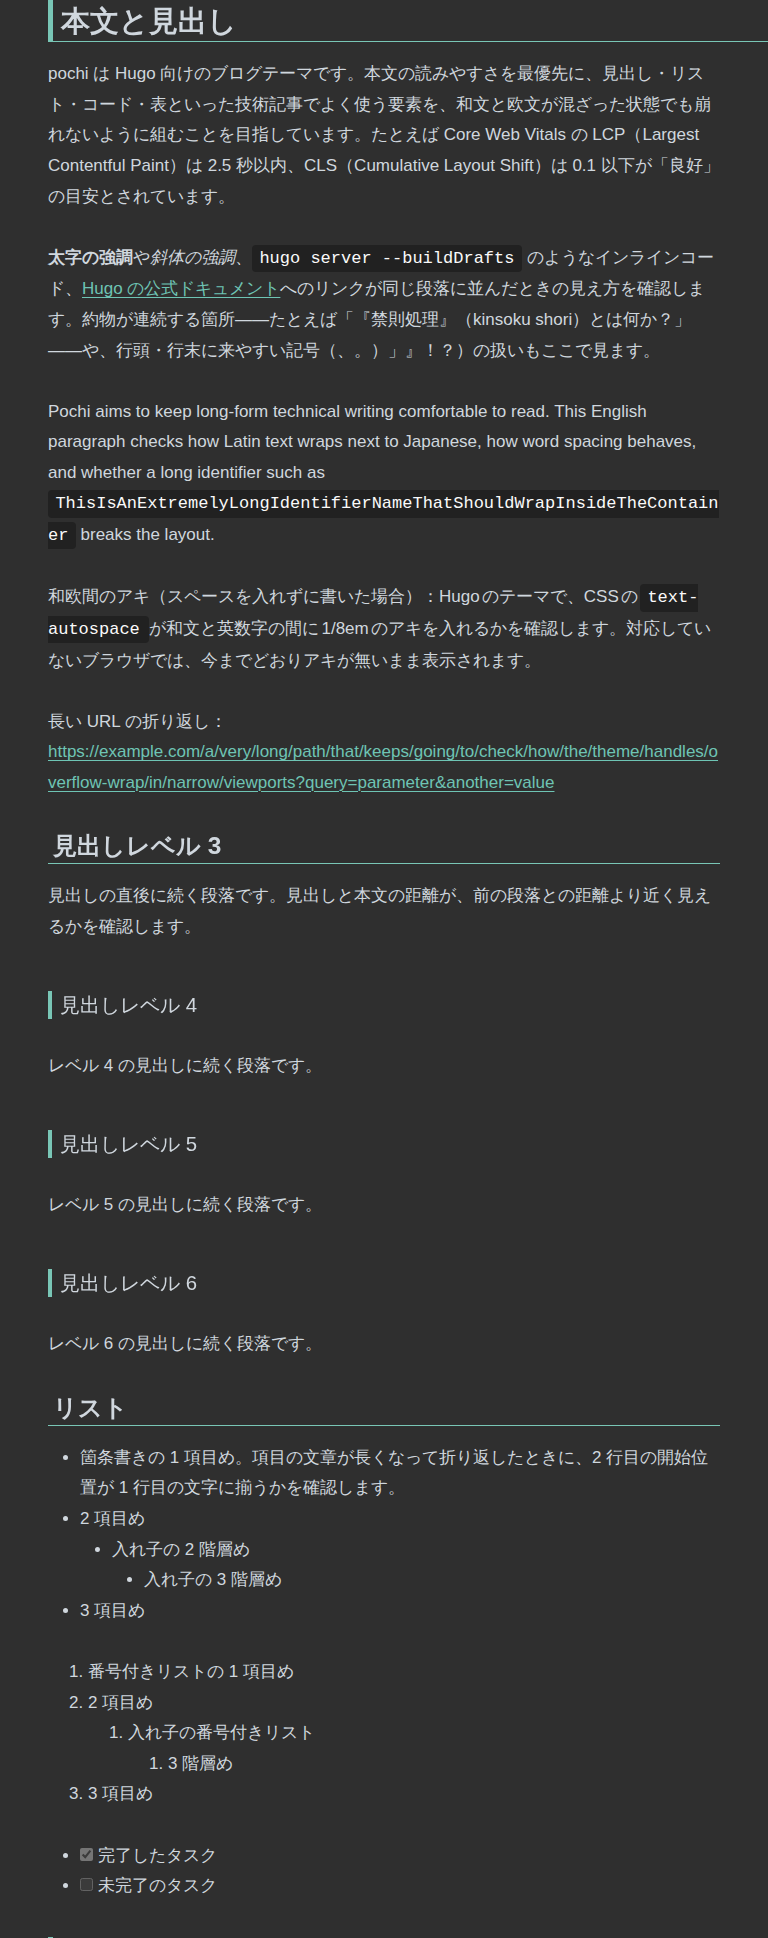 本文と見出し
pochi は Hugo 向けのブログテーマです。本文の読みやすさを最優先に、見出し・リス
ト・コード・表といった技術記事でよく使う要素を、和文と欧文が混ざった状態でも崩
れないように組むことを目指しています。たとえば Core Web Vitals の LCP（Largest
Contentful Paint）は 2.5 秒以内、CLS（Cumulative Layout Shift）は 0.1 以下が「良好」
の目安とされています。
太字の強調や斜体の強調、 hugo server --buildDrafts のようなインラインコー
ド、Hugo の公式ドキュメントへのリンクが同じ段落に並んだときの見え方を確認しま
す。約物が連続する箇所——たとえば「『禁則処理』（kinsoku shori）とは何か？」
——や、行頭・行末に来やすい記号（、。）」』！？）の扱いもここで見ます。
Pochi aims to keep long-form technical writing comfortable to read. This English
paragraph checks how Latin text wraps next to Japanese, how word spacing behaves,
and whether a long identifier such as
ThisIsAnExtremelyLongIdentifierNameThatShouldWrapInsideTheContain
er breaks the layout.
和欧間のアキ（スペースを入れずに書いた場合）：Hugoのテーマで、CSSの text-
autospace が和文と英数字の間に1/8emのアキを入れるかを確認します。対応してい
ないブラウザでは、今までどおりアキが無いまま表示されます。
長い URL の折り返し：
https://example.com/a/very/long/path/that/keeps/going/to/check/how/the/theme/handles/o
verflow-wrap/in/narrow/viewports?query=parameter&another=value
見出しレベル 3
見出しの直後に続く段落です。見出しと本文の距離が、前の段落との距離より近く見え
るかを確認します。
見出しレベル 4
レベル 4 の見出しに続く段落です。
見出しレベル 5
レベル 5 の見出しに続く段落です。
見出しレベル 6
レベル 6 の見出しに続く段落です。
リスト
• 箇条書きの 1 項目め。項目の文章が長くなって折り返したときに、2 行目の開始位
置が 1 行目の文字に揃うかを確認します。
• 2 項目め
• 入れ子の 2 階層め
• 入れ子の 3 階層め
• 3 項目め
1. 番号付きリストの 1 項目め
2. 2 項目め
1. 入れ子の番号付きリスト
1. 3 階層め
3. 3 項目め
• 完了したタスク
• 未完了のタスク